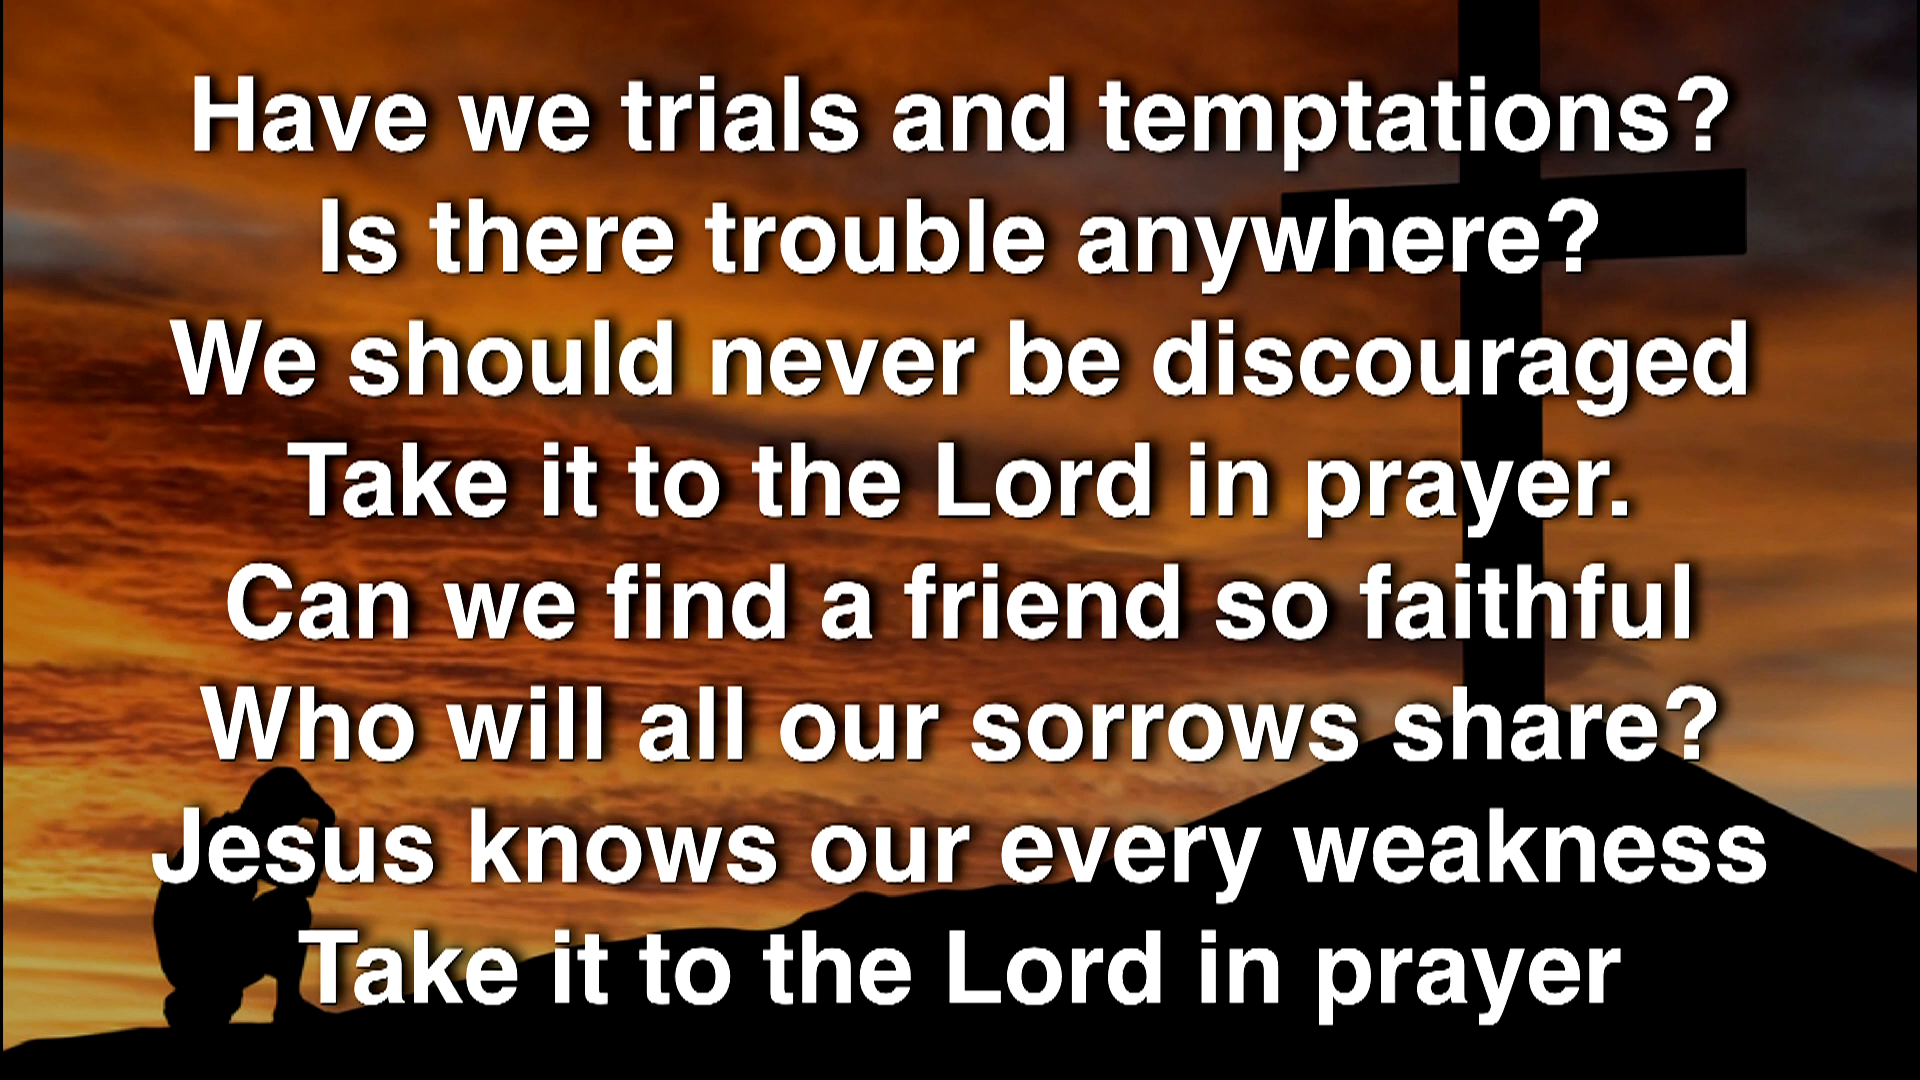 Have we trials and temptations?
Is there trouble anywhere?
We should never be discouraged
Take it to the Lord in prayer.
Can we find a friend so faithful
Who will all our sorrows share?
Jesus knows our every weakness
Take it to the Lord in prayer